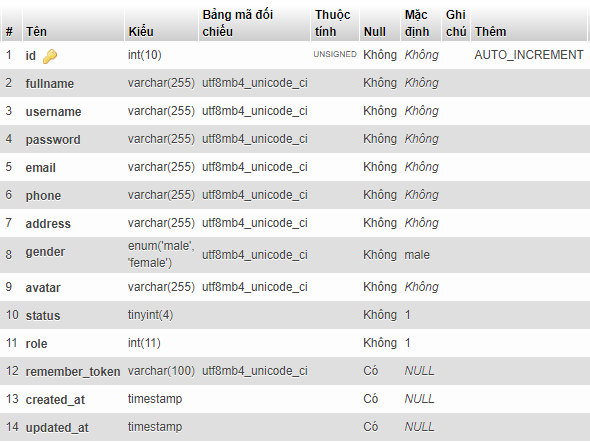 # Tên Kiểu Bảng mã đối chiếu Thuộc tính Null Mặc định Ghi chú Thêm
1 id int(10) UNSIGNED Không Không AUTO_INCREMENT
2 fullname varchar(255) utf8mb4_unicode_ci Không Không
3 username varchar(255) utf8mb4_unicode_ci Không Không
4 password varchar(255) utf8mb4_unicode_ci Không Không
5 email varchar(255) utf8mb4_unicode_ci Không Không
6 phone varchar(255) utf8mb4_unicode_ci Không Không
7 address varchar(255) utf8mb4_unicode_ci Không Không
8 gender enum('male', 'female') utf8mb4_unicode_ci Không male
9 avatar varchar(255) utf8mb4_unicode_ci Không Không
10 status tinyint(4) Không 1
11 role int(11) Không 1
12 remember_token varchar(100) utf8mb4_unicode_ci Có NULL
13 created_at timestamp Có NULL
14 updated_at timestamp Có NULL